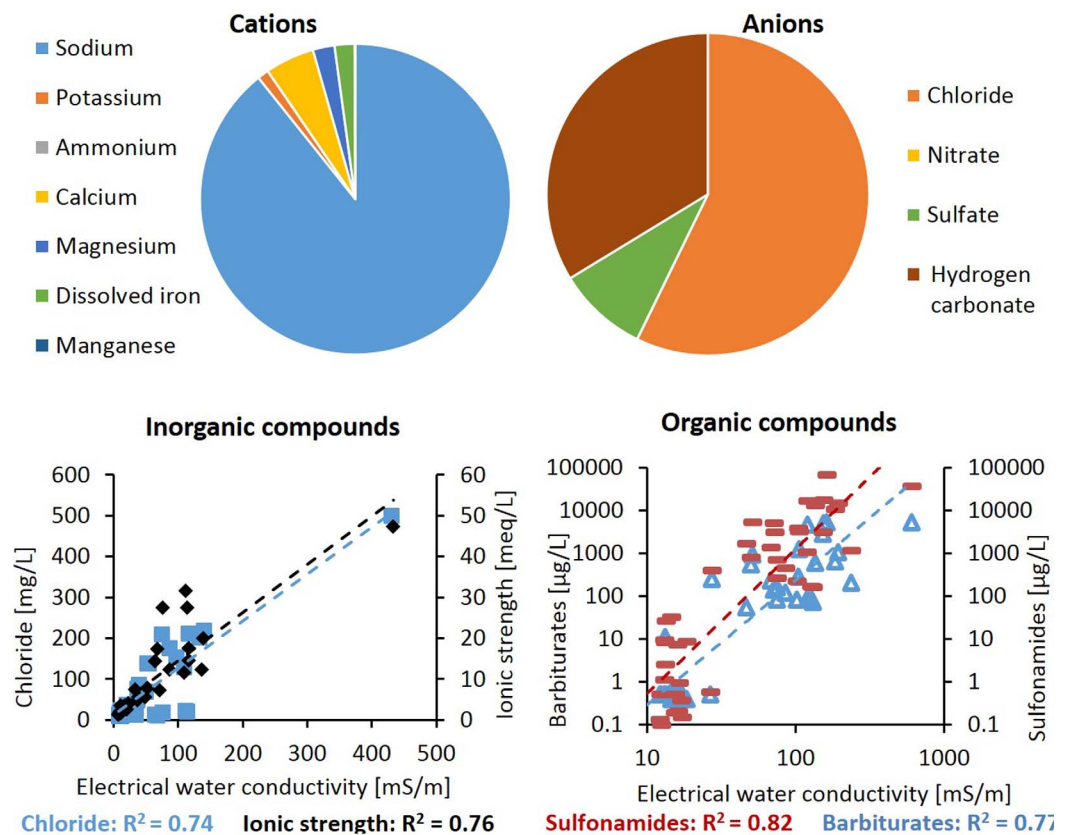 Cations
Sodium
Potassium
Ammonium
Calcium
Magnesium
Dissolved iron
Manganese
Anions
Chloride
Nitrate
Sulfate
Hydrogen
carbonate
Inorganic compounds
Chloride [mg/L]
600
500
400
300
200
100
0
Ionic strength [meq/L]
60
50
40
30
20
10
0
0 100 200 300 400 500
Electrical water conductivity [mS/m]
Chloride: R² = 0.74 Ionic strength: R² = 0.76
Organic compounds
Barbiturates [µg/L]
100000
10000
1000
100
10
1
0.1
Sulfonamides [µg/L]
100000
10000
1000
100
10
1
0.1
10 100 1000
Electrical water conductivity [mS/m]
Sulfonamides: R² = 0.82 Barbiturates: R² = 0.77